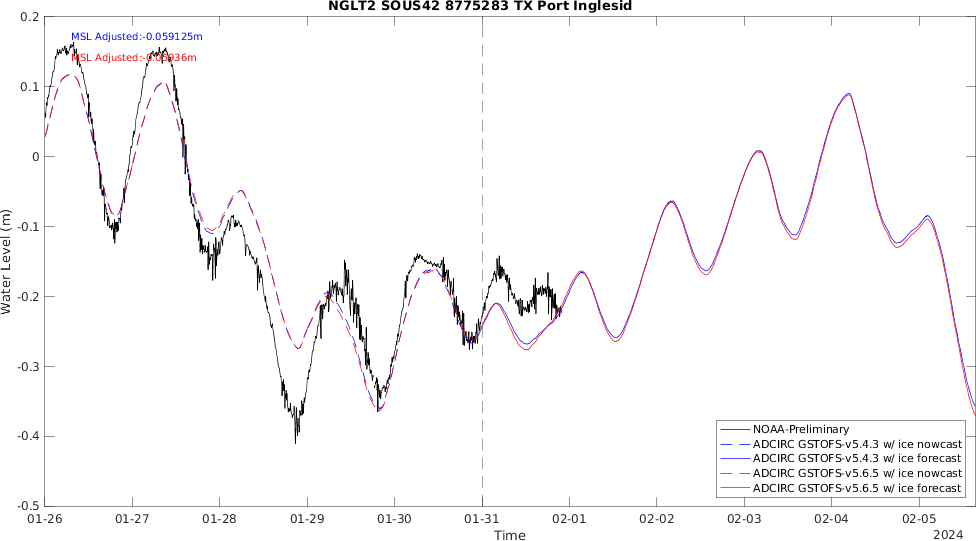 NGLT2 SOUS42 8775283 TX Port Inglesid
MSL Adjusted:-0.059125m
MSL Adjusted:-0.05936m
0.2
0.1
0
-0.1
-0.2
-0.3
-0.4
-0.5
Water Level (m)
NOAA-Preliminary
ADCIRC GSTOFS-v5.4.3 w/ ice nowcast
ADCIRC GSTOFS-v5.4.3 w/ ice forecast
ADCIRC GSTOFS-v5.6.5 w/ ice nowcast
ADCIRC GSTOFS-v5.6.5 w/ ice forecast
01-26 01-27 01-28 01-29 01-30 01-31 02-01 02-02 02-03 02-04 02-05
Time
2024